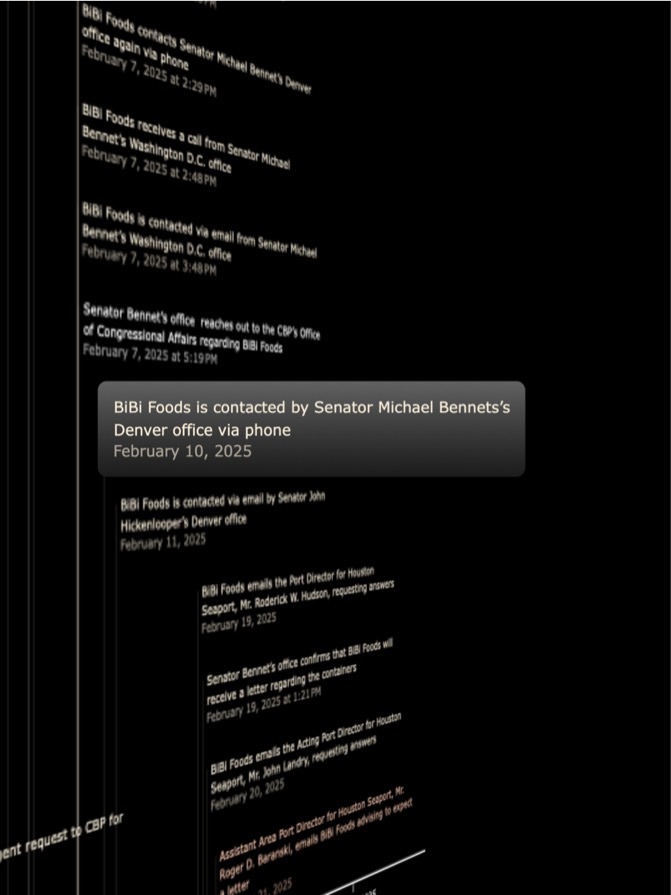 PM
BiBi Foods contacts Senator Michael Bennet's Denver
office again via phone
February 7, 2025 at 2:29PM
BiBi Foods receives a call from Senator Michael
Bennet's Washington D.C. office
February 7, 2025 at 2:48PM
BiBi Foods is contacted via email from Senator Michael
Bennet's Washington D.C. office
February 7, 2025 at 3:48PM
Senator Bennet's office reaches out to the CBP's Office
of Congressional Affairs regarding BiBi Foods
February 7, 2025 at 5:19PM
BiBi Foods is contacted by Senator Michael Bennets's
Denver office via phone
February 10, 2025
BiBi Foods is contacted via email by Senator John
Hickenlooper's Denver office
February 11, 2025
BiBi Foods emails the Port Director for Houston
Seaport, Mr. Roderick W. Hudson, requesting answers
February 19, 2025
Senator Bennet's office confirms that BiBi Foods will
receive a letter regarding the containers
February 19, 2025 at 1:21PM
BiBi Foods emails the Acting Port Director for Houston
Seaport, Mr. John Landry, requesting answers
February 20, 2025
ent request to CBP for
Assistant Area Port Director for Houston Seaport, Mr.
Roger D. Baranski, emails BiBi Foods advising to expect
a letter
21, 2025